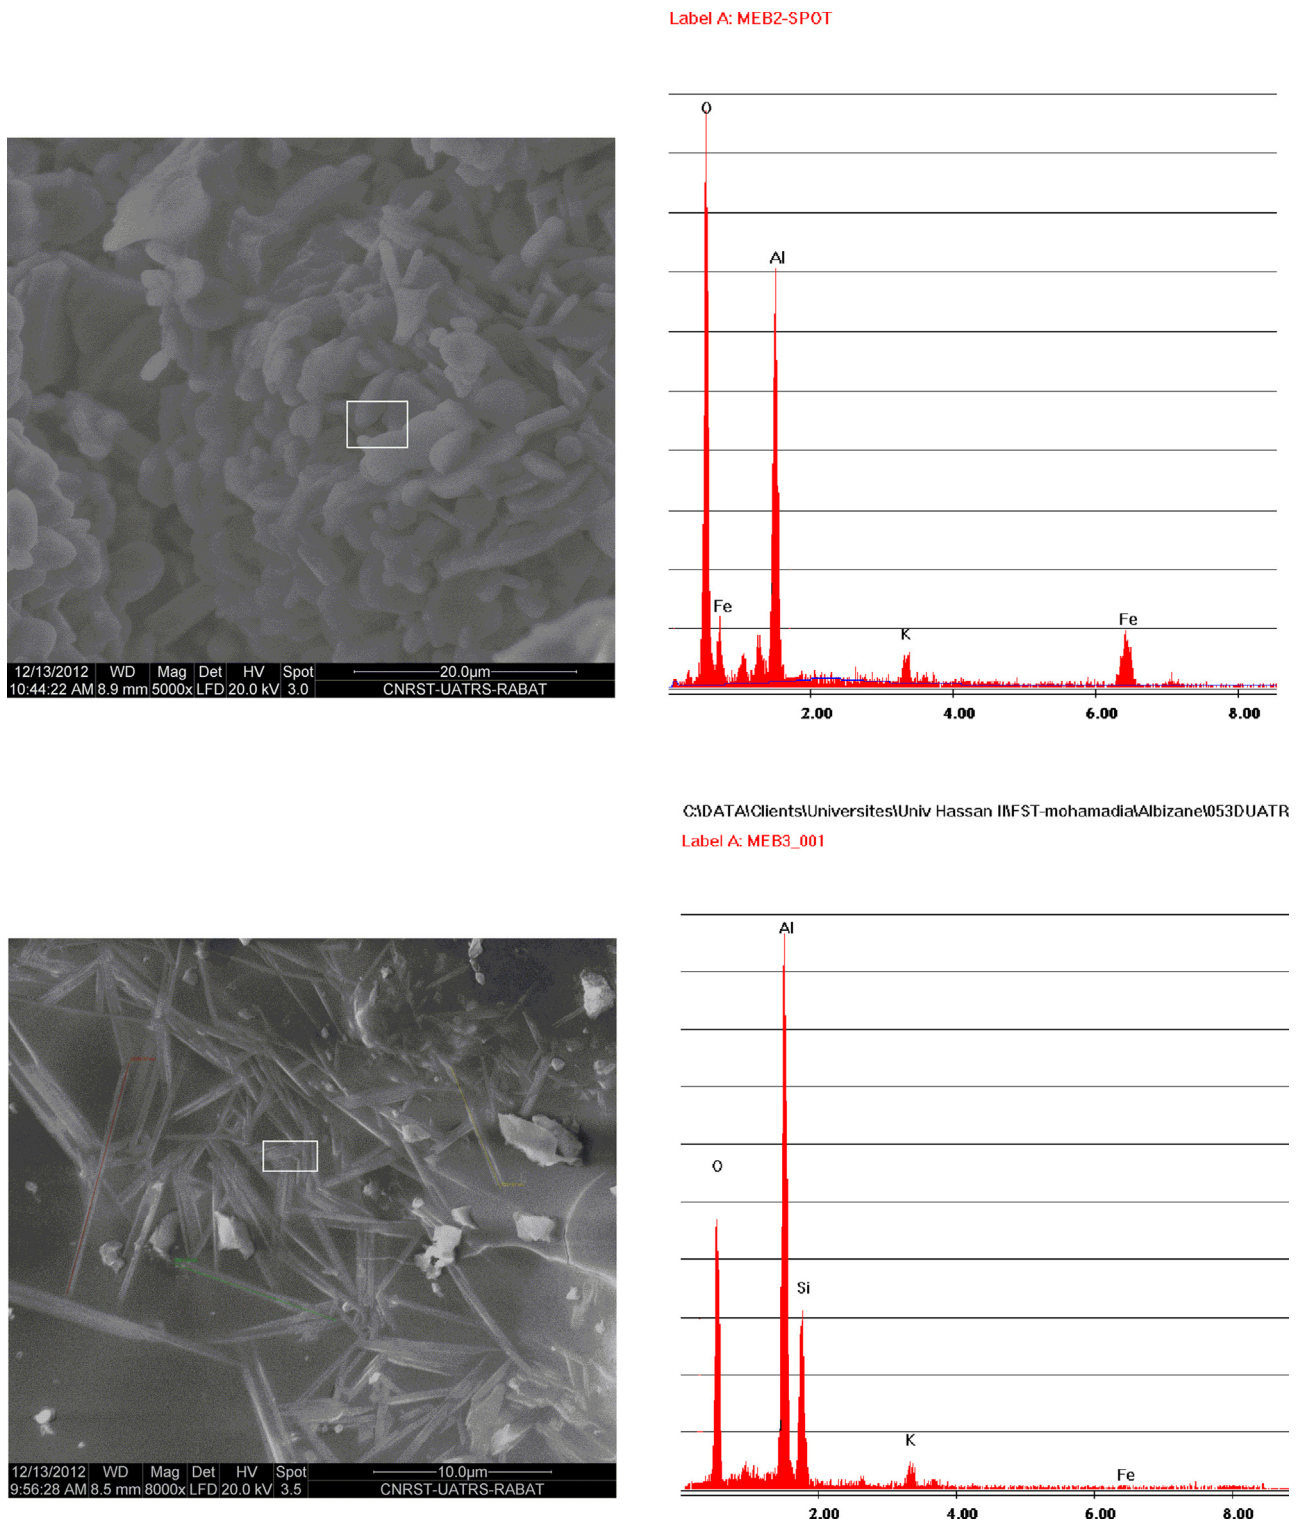 Label A: MEB2-SPOT
O
Al
Fe
K
Fe
2.00 4.00 6.00 8.00
12/13/2012 WD Mag Det HV Spot 20.0µm
10:44:22 AM 8.9 mm 5000x LFD 20.0 kV 3.0 CNRST-UATRS-RABAT
C:\DATA\Clients\Universites\Univ Hassan II\FST-mohamadia\Albizane\053DUATR
Label A: MEB3_001
Al
O
Si
K
Fe
2.00 4.00 6.00 8.00
12/13/2012 WD Mag Det HV Spot 10.0µm
9:56:28 AM 8.5 mm 8000x LFD 20.0 kV 3.5 CNRST-UATRS-RABAT